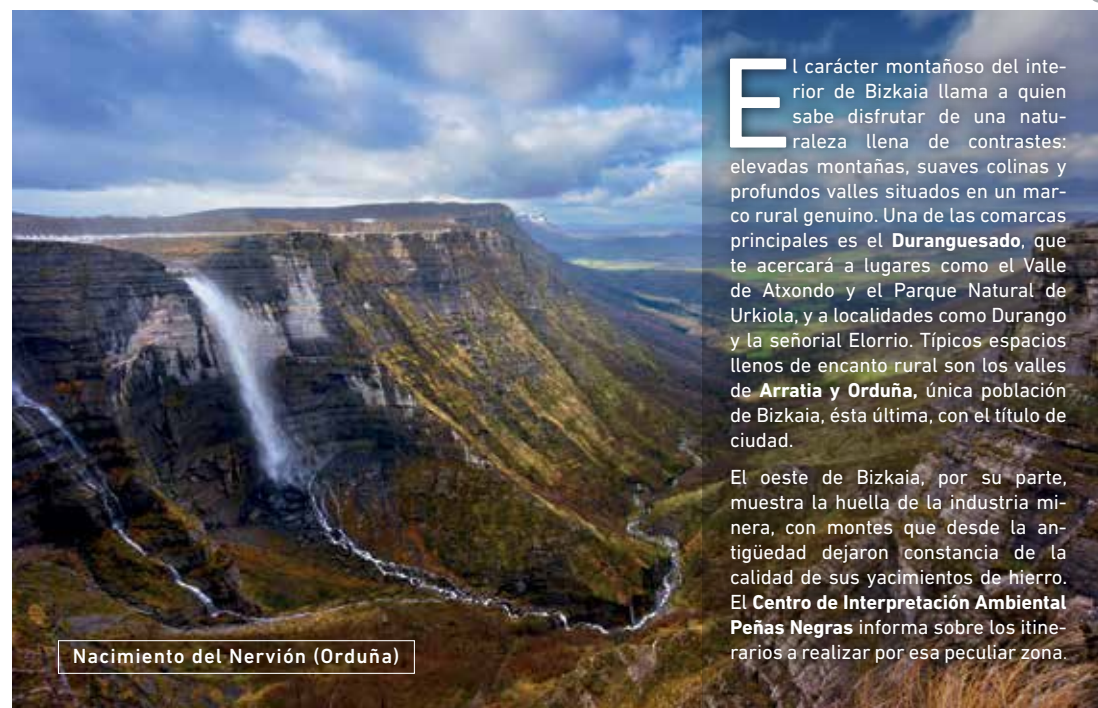 El carácter montañoso del inte-
rior de Bizkaia llama a quien
sabe disfrutar de una natu-
raleza llena de contrastes:
elevadas montañas, suaves colinas y
profundos valles situados en un mar-
co rural genuino. Una de las comarcas
principales es el Duranguesado, que
te acercará a lugares como el Valle
de Atxondo y el Parque Natural de
Urkiola, y a localidades como Durango
y la señorial Elorrio. Típicos espacios
llenos de encanto rural son los valles
de Arratia y Orduña, única población
de Bizkaia, ésta última, con el título de
ciudad.
El oeste de Bizkaia, por su parte,
muestra la huella de la industria mi-
nera, con montes que desde la an-
tigüedad dejaron constancia de la
calidad de sus yacimientos de hierro.
El Centro de Interpretación Ambiental
Peñas Negras informa sobre los itine-
rarios a realizar por esa peculiar zona.
Nacimiento del Nervión (Orduña)